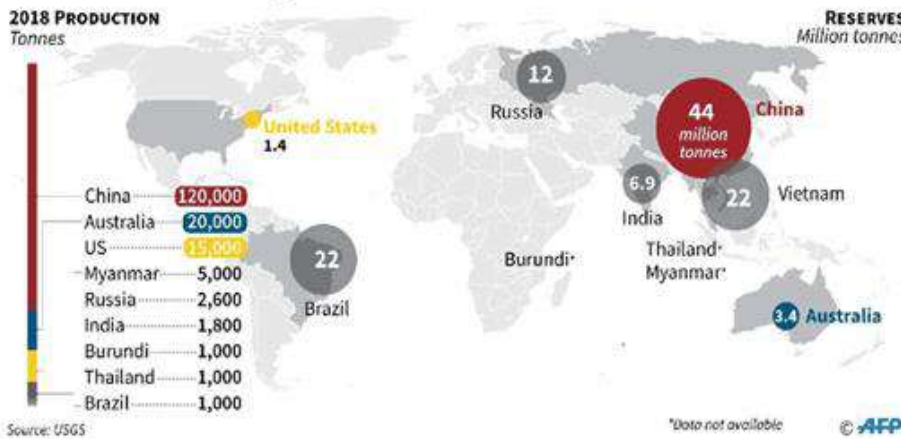 2018 PRODUCTION
Tonnes
RESERVES
Million tonnes
12
Russia
44
million
tonnes
China
United States
1.4
6.9
India
22
Vietnam
China 120,000
Australia 20,000
US 15,000
Myanmar 5,000
Russia 2,600
India 1,800
Burundi 1,000
Thailand 1,000
Brazil 1,000
22
Brazil
Burundi*
Thailand*
Myanmar*
3.4 Australia
Source: USGS
*Data not available
© AFP